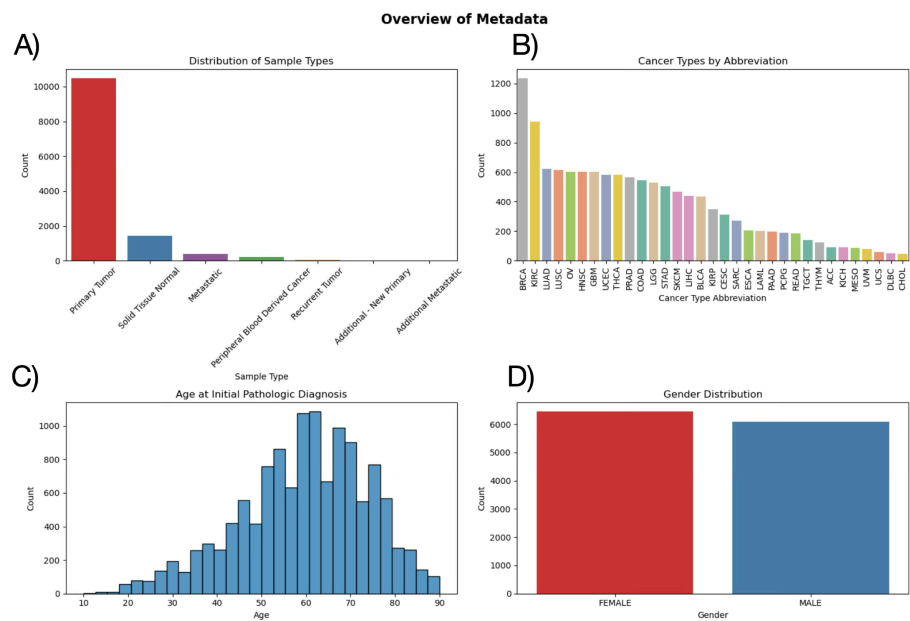 Overview of Metadata
A)
Distribution of Sample Types
Count
10000
8000
6000
4000
2000
0
Primary Tumor
Solid Tissue Normal
Metastatic
Peripheral Blood Derived Cancer
Recurrent Tumor
Additional - New Primary
Additional Metastatic
Sample Type
B)
Cancer Types by Abbreviation
Count
1200
1000
800
600
400
200
0
BRCA
KIRC
LUAD
LUSC
OV
HNSC
GBM
UCEC
THCA
PRAD
COAD
LGG
STAD
SKCM
LIHC
BLCA
KIRP
CESC
SARC
ESCA
LAML
PAAD
PCPG
READ
TGCT
THYM
ACC
KICH
MESO
UVM
UCS
DLBC
CHOL
Cancer Type Abbreviation
C)
Age at Initial Pathologic Diagnosis
Count
1000
800
600
400
200
0
10 20 30 40 50 60 70 80 90
Age
D)
Gender Distribution
Count
6000
5000
4000
3000
2000
1000
0
FEMALE MALE
Gender